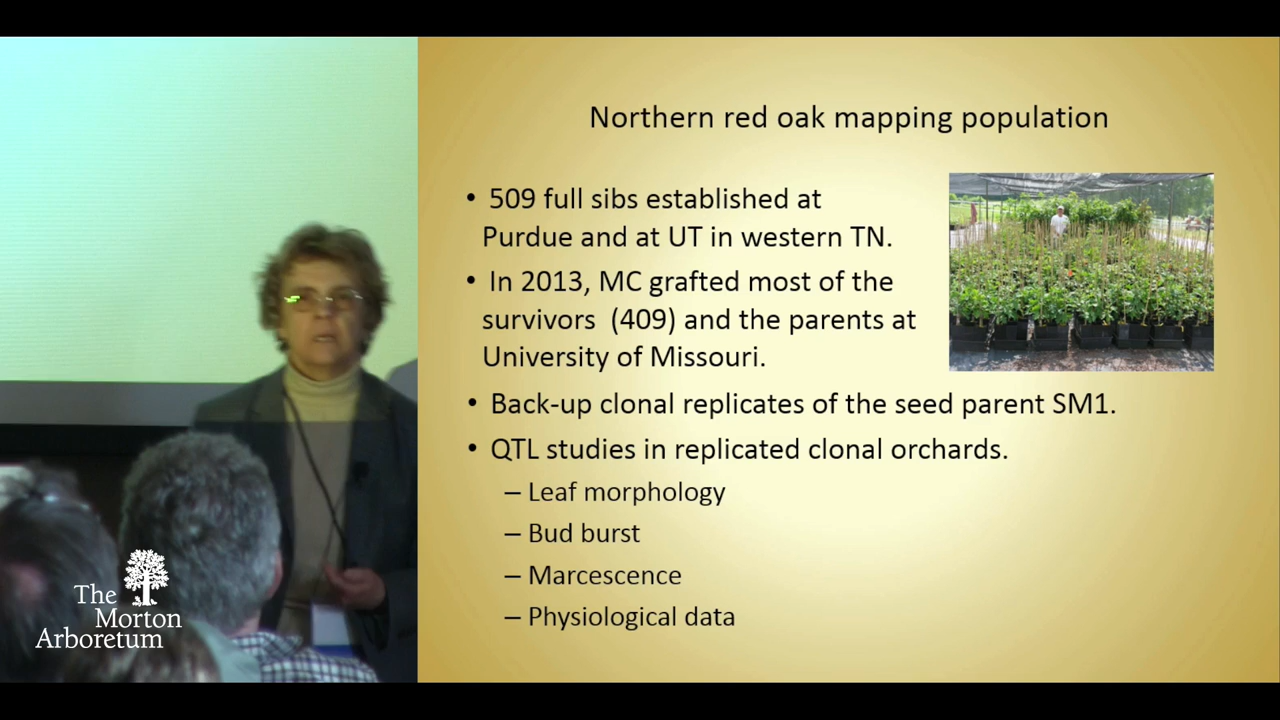 Northern red oak mapping population
• 509 full sibs established at
Purdue and at UT in western TN.
• In 2013, MC grafted most of the
survivors (409) and the parents at
University of Missouri.
• Back-up clonal replicates of the seed parent SM1.
• QTL studies in replicated clonal orchards.
– Leaf morphology
– Bud burst
– Marcescence
– Physiological data
The
Morton
Arboretum